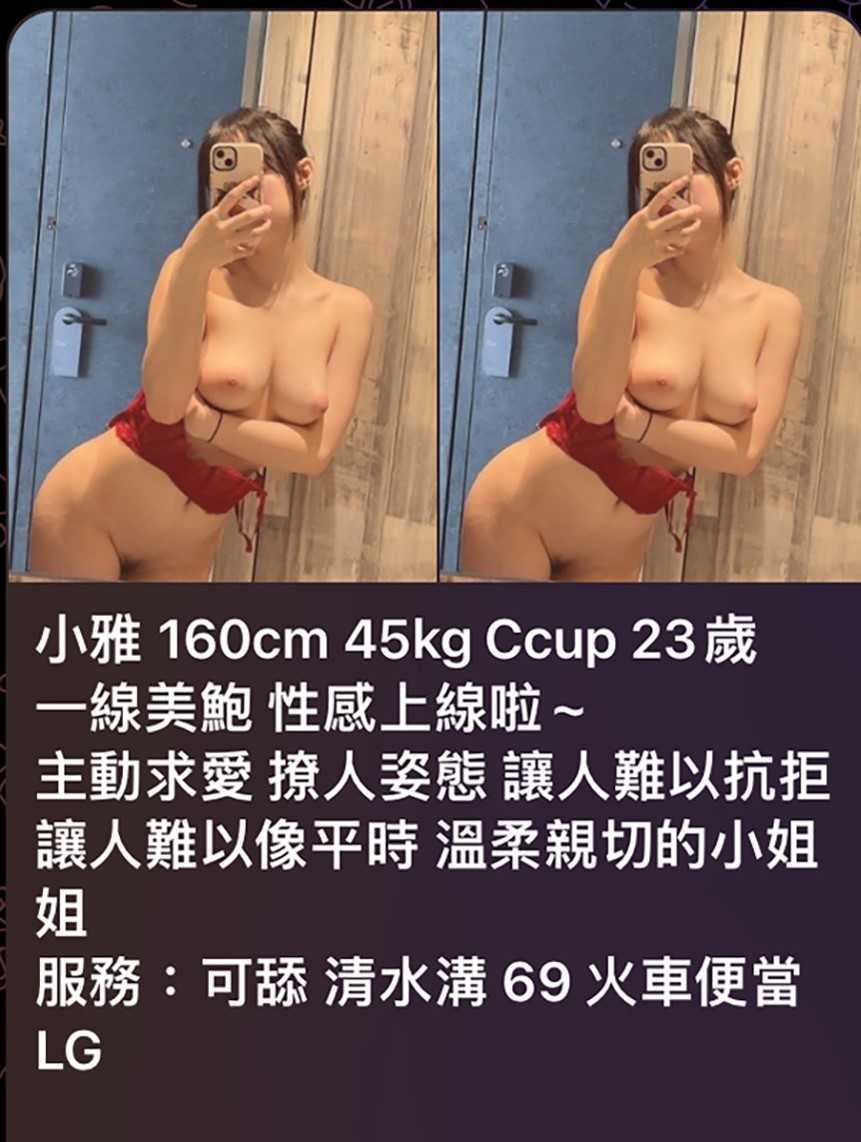 小雅 160cm 45kg Ccup 23歲
一線美鮑 性感上線啦~
主動求愛 撩人姿態 讓人難以抗拒
讓人難以像平時 溫柔親切的小姐
姐
服務：可舔 清水溝 69 火車便當
LG